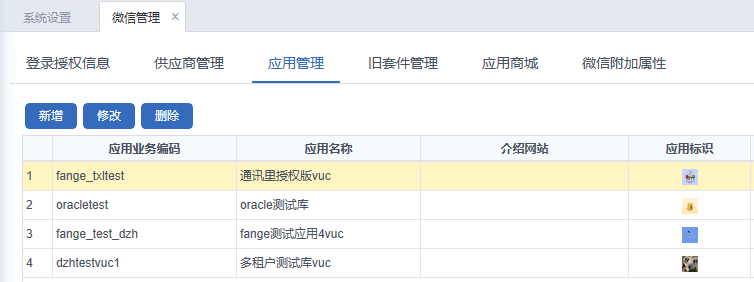 系统设置 微信管理 ×
登录授权信息 供应商管理 应用管理 旧套件管理 应用商城 微信附加属性
新增 修改 删除
应用业务编码 应用名称 介绍网站 应用标识
1 fange_txltest 通讯里授权版vuc
2 oracletest oracle测试库
3 fange_test_dzh fange测试应用4vuc
4 dzhtestvuc1 多租户测试库vuc